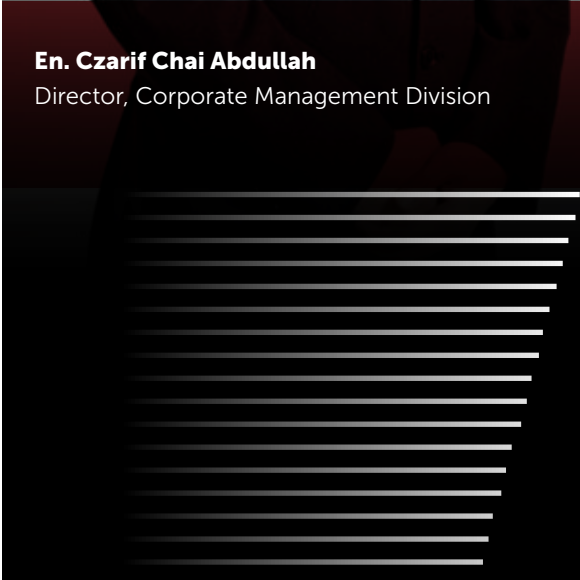 En. Czarif Chai Abdullah
Director, Corporate Management Division